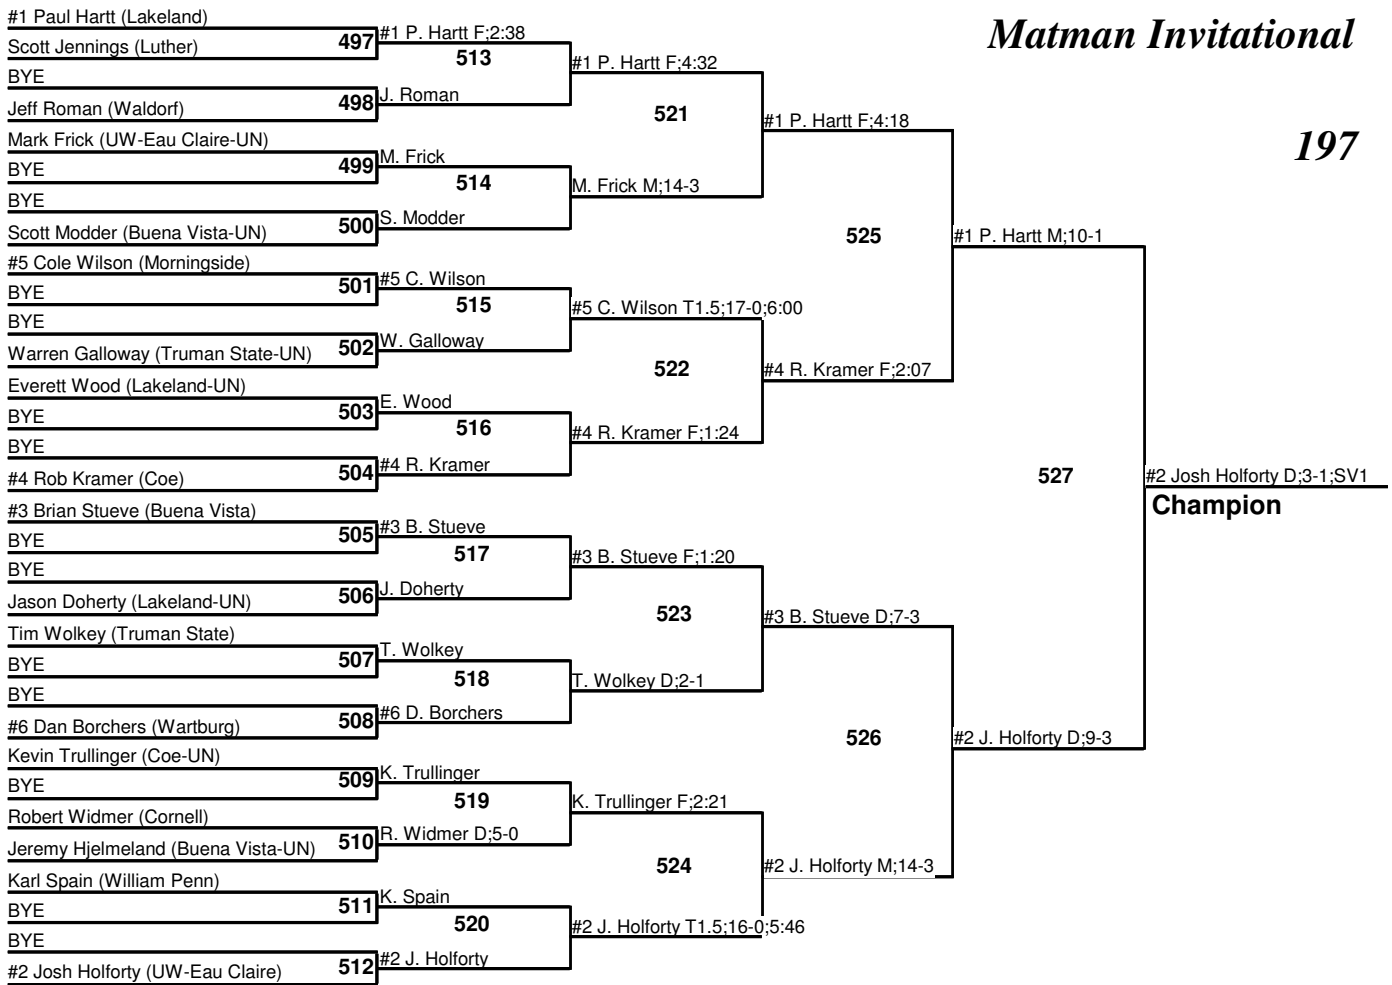 Matman Invitational
197
#1 Paul Hartt (Lakeland)
Scott Jennings (Luther)
BYE
Jeff Roman (Waldorf)
Mark Frick (UW-Eau Claire-UN)
BYE
BYE
Scott Modder (Buena Vista-UN)
#5 Cole Wilson (Morningside)
BYE
BYE
Warren Galloway (Truman State-UN)
Everett Wood (Lakeland-UN)
BYE
BYE
#4 Rob Kramer (Coe)
#3 Brian Stueve (Buena Vista)
BYE
BYE
Jason Doherty (Lakeland-UN)
Tim Wolkey (Truman State)
BYE
BYE
#6 Dan Borchers (Wartburg)
Kevin Trullinger (Coe-UN)
BYE
Robert Widmer (Cornell)
Jeremy Hjelmeland (Buena Vista-UN)
Karl Spain (William Penn)
BYE
BYE
#2 Josh Holforty (UW-Eau Claire)
497
498
499
500
501
502
503
504
505
506
507
508
509
510
511
512
#1 P. Hartt F;2:38
513
J. Roman
M. Frick
514
S. Modder
#5 C. Wilson
515
W. Galloway
E. Wood
516
#4 R. Kramer
#3 B. Stueve
517
J. Doherty
T. Wolkey
518
#6 D. Borchers
K. Trullinger
519
R. Widmer D;5-0
K. Spain
520
#2 J. Holforty
#1 P. Hartt F;4:32
521
M. Frick M;14-3
#5 C. Wilson T1.5;17-0;6:00
522
#4 R. Kramer F;1:24
#3 B. Stueve F;1:20
523
T. Wolkey D;2-1
K. Trullinger F;2:21
524
#2 J. Holforty T1.5;16-0;5:46
#1 P. Hartt F;4:18
525
#4 R. Kramer F;2:07
#3 B. Stueve D;7-3
526
#2 J. Holforty M;14-3
#1 P. Hartt M;10-1
527
#2 J. Holforty D;9-3
#2 Josh Holforty D;3-1;SV1
Champion